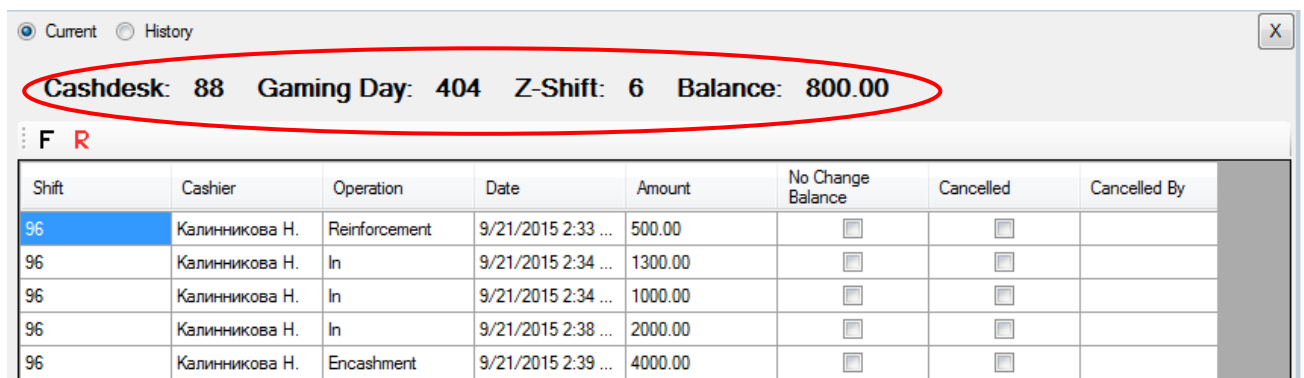 Current History X
Cashdesk: 88 Gaming Day: 404 Z-Shift: 6 Balance: 800.00
F R
Shift Cashier Operation Date Amount No Change Balance Cancelled Cancelled By
96 Калинникова Н. Reinforcement 9/21/2015 2:33 ... 500.00
96 Калинникова Н. In 9/21/2015 2:34 ... 1300.00
96 Калинникова Н. In 9/21/2015 2:34 ... 1000.00
96 Калинникова Н. In 9/21/2015 2:38 ... 2000.00
96 Калинникова Н. Encashment 9/21/2015 2:39 ... 4000.00